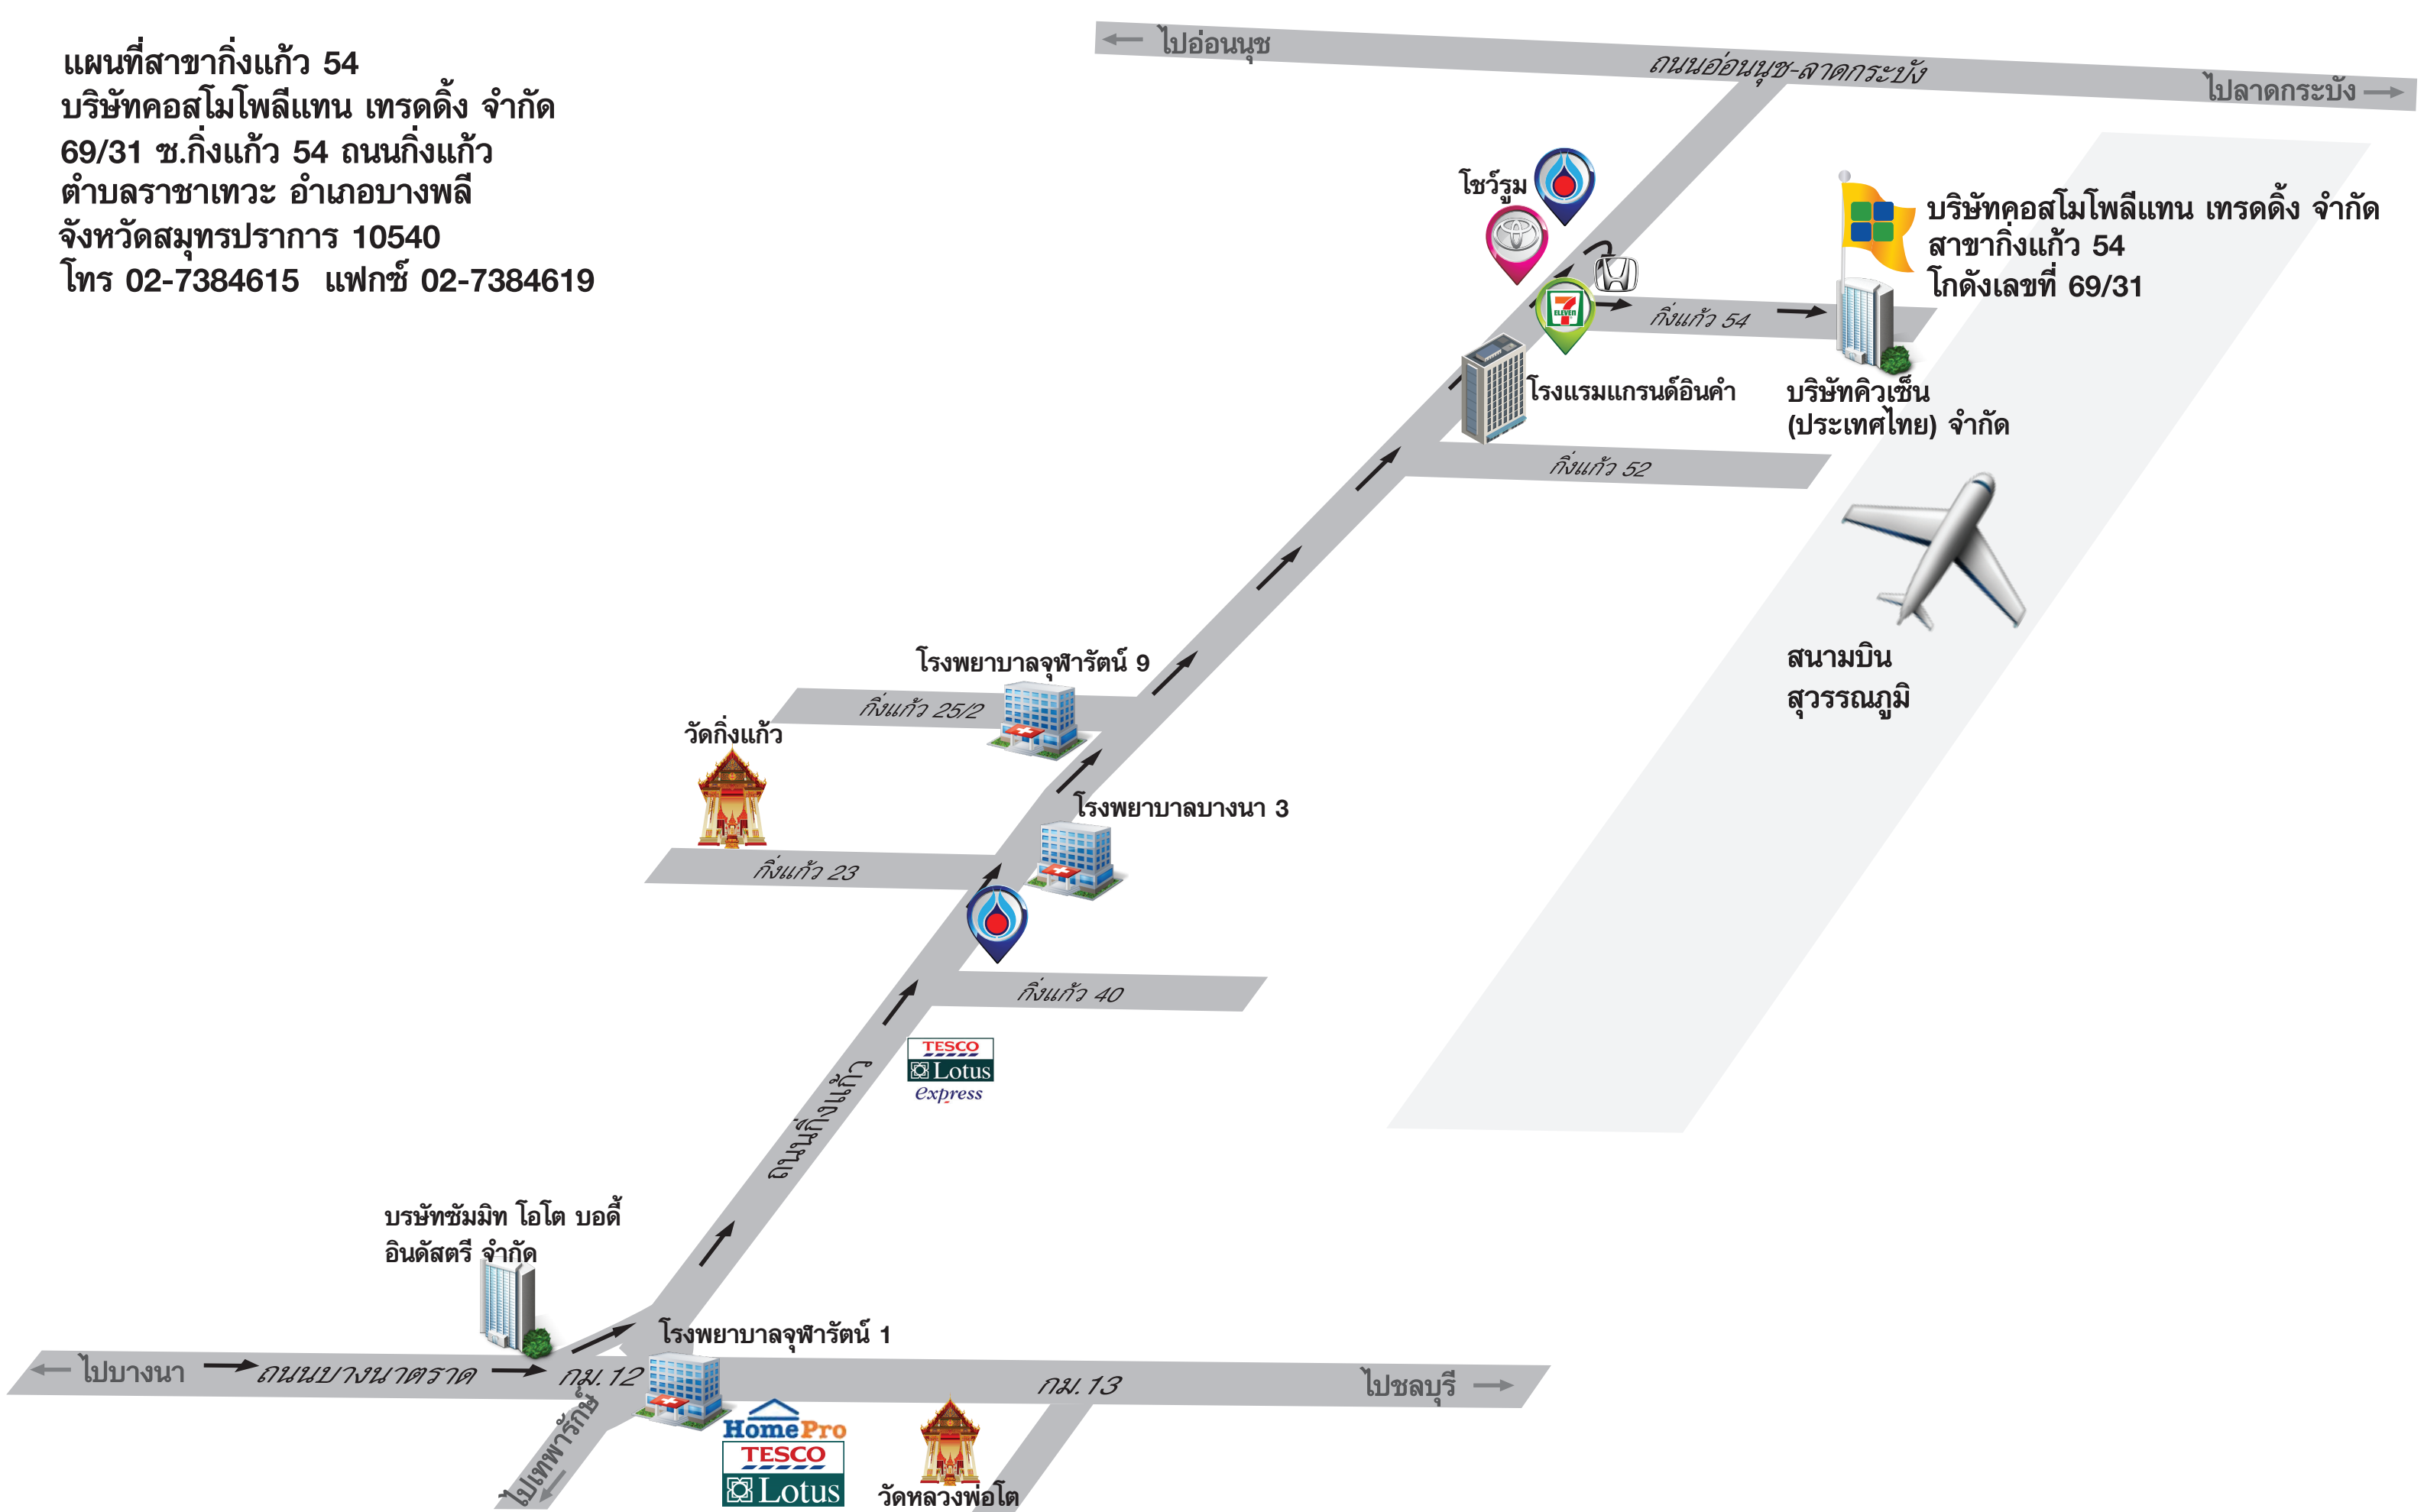 แผนที่สาขากิ่งแก้ว 54
บริษัทคอสโมโพลีแทน เทรดดิ้ง จำกัด
69/31 ซ.กิ่งแก้ว 54 ถนนกิ่งแก้ว
ตำบลราชาเทวะ อำเภอบางพลี
จังหวัดสมุทรปราการ 10540
โทร 02-7384615 แฟกซ์ 02-7384619
ไปอ่อนนุช
ถนนอ่อนนุช-ลาดกระบัง
ไปลาดกระบัง
โชว์รูม
บริษัทคอสโมโพลีแทน เทรดดิ้ง จำกัด
สาขากิ่งแก้ว 54
โกดังเลขที่ 69/31
7
ELEVEN
กิ่งแก้ว 54
โรงแรมแกรนด์อินคำ
บริษัทคิวเซ็น
(ประเทศไทย) จำกัด
กิ่งแก้ว 52
สนามบิน
สุวรรณภูมิ
โรงพยาบาลจุฬารัตน์ 9
กิ่งแก้ว 25/2
วัดกิ่งแก้ว
โรงพยาบาลบางนา 3
กิ่งแก้ว 23
กิ่งแก้ว 40
TESCO
Lotus
express
ถนนกิ่งแก้ว
บรษัทซัมมิท โอโต บอดี้
อินดัสตรี จำกัด
โรงพยาบาลจุฬารัตน์ 1
ไปบางนา
ถนนบางนาตราด
กม.12
กม.13
ไปชลบุรี
ไปเทพารักษ์
HomePro
TESCO
Lotus
วัดหลวงพ่อโต